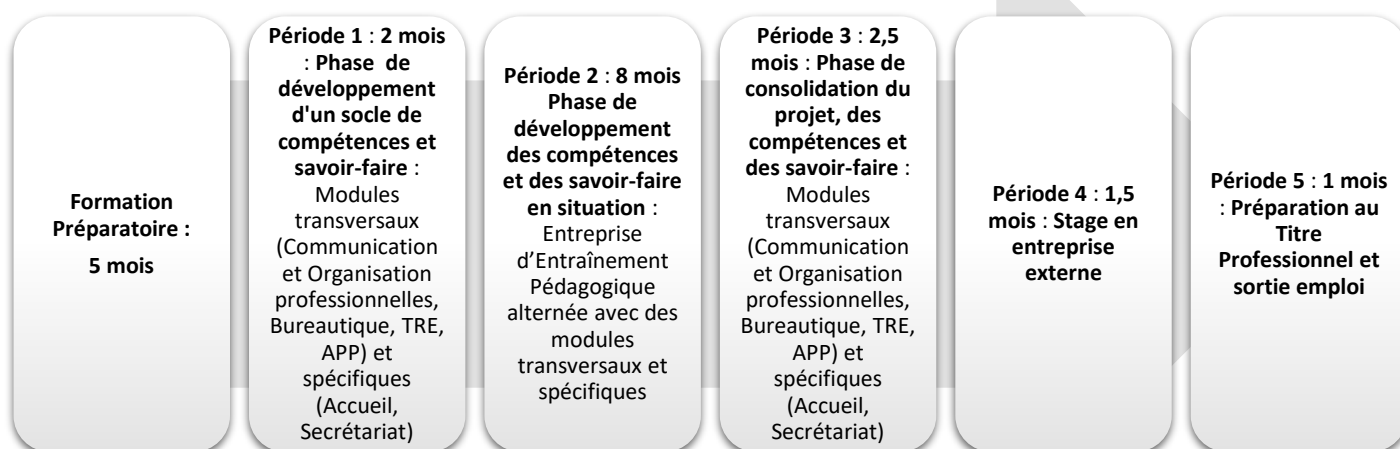 Formation
Préparatoire :
5 mois
Période 1 : 2 mois
: Phase de
développement
d'un socle de
compétences et
savoir-faire :
Modules
transversaux
(Communication
et Organisation
professionnelles,
Bureautique, TRE,
APP) et
spécifiques
(Accueil,
Secrétariat)
Période 2 : 8 mois
Phase de
développement
des compétences
et des savoir-faire
en situation :
Entreprise
d’Entraînement
Pédagogique
alternée avec des
modules
transversaux et
spécifiques
Période 3 : 2,5
mois : Phase de
consolidation du
projet, des
compétences et
des savoir-faire :
Modules
transversaux
(Communication
et Organisation
professionnelles,
Bureautique, TRE,
APP) et
spécifiques
(Accueil,
Secrétariat)
Période 4 : 1,5
mois : Stage en
entreprise
externe
Période 5 : 1 mois
: Préparation au
Titre
Professionnel et
sortie emploi